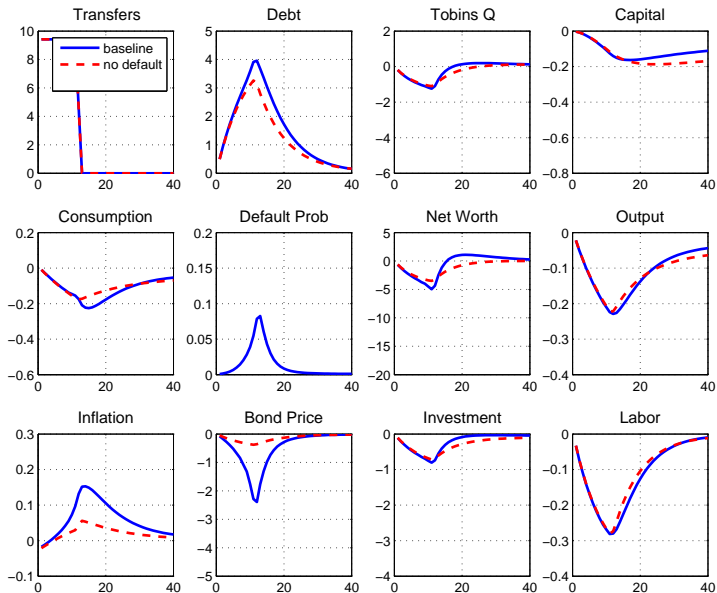 Transfers
Debt
Tobins Q
Capital
baseline
no default
10
8
6
4
2
0
0 20 40
5
4
3
2
1
0
0 20 40
2
0
−2
−4
−6
0 20 40
0
−0.2
−0.4
−0.6
−0.8
0 20 40
Consumption
Default Prob
Net Worth
Output
0.2
0
−0.2
−0.4
−0.6
0 20 40
0.2
0.15
0.1
0.05
0
0 20 40
5
0
−5
−10
−15
−20
0 20 40
0
−0.1
−0.2
−0.3
−0.4
0 20 40
Inflation
Bond Price
Investment
Labor
0.3
0.2
0.1
0
−0.1
0 20 40
0
−1
−2
−3
−4
−5
0 20 40
0
−1
−2
−3
−4
0 20 40
0
−0.1
−0.2
−0.3
−0.4
0 20 40